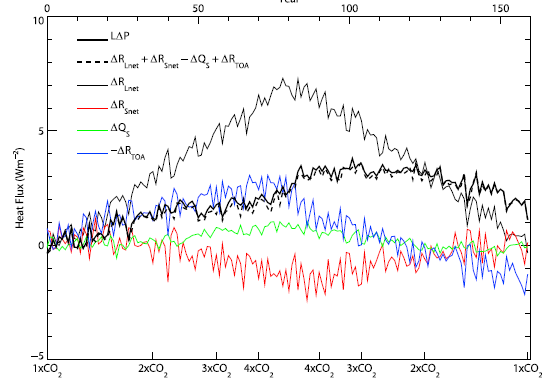 Year
0 50 100 150
10
5
0
−5
Heat Flux (Wm⁻²)
LΔP
ΔR_Lnet + ΔR_Snet − ΔQ_S + ΔR_TOA
ΔR_Lnet
ΔR_Snet
ΔQ_S
−ΔR_TOA
1xCO₂ 2xCO₂ 3xCO₂ 4xCO₂ 4xCO₂ 3xCO₂ 2xCO₂ 1xCO₂